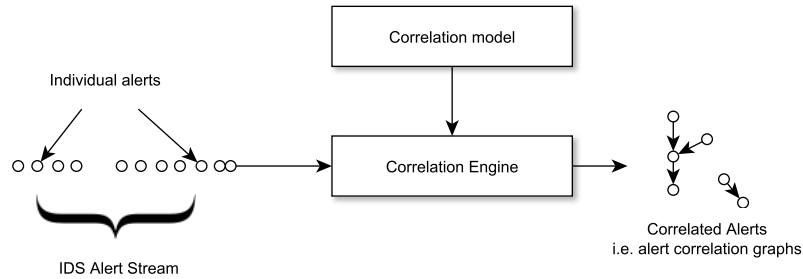 Correlation model
Individual alerts
Correlation Engine
Correlated Alerts
i.e. alert correlation graphs
IDS Alert Stream